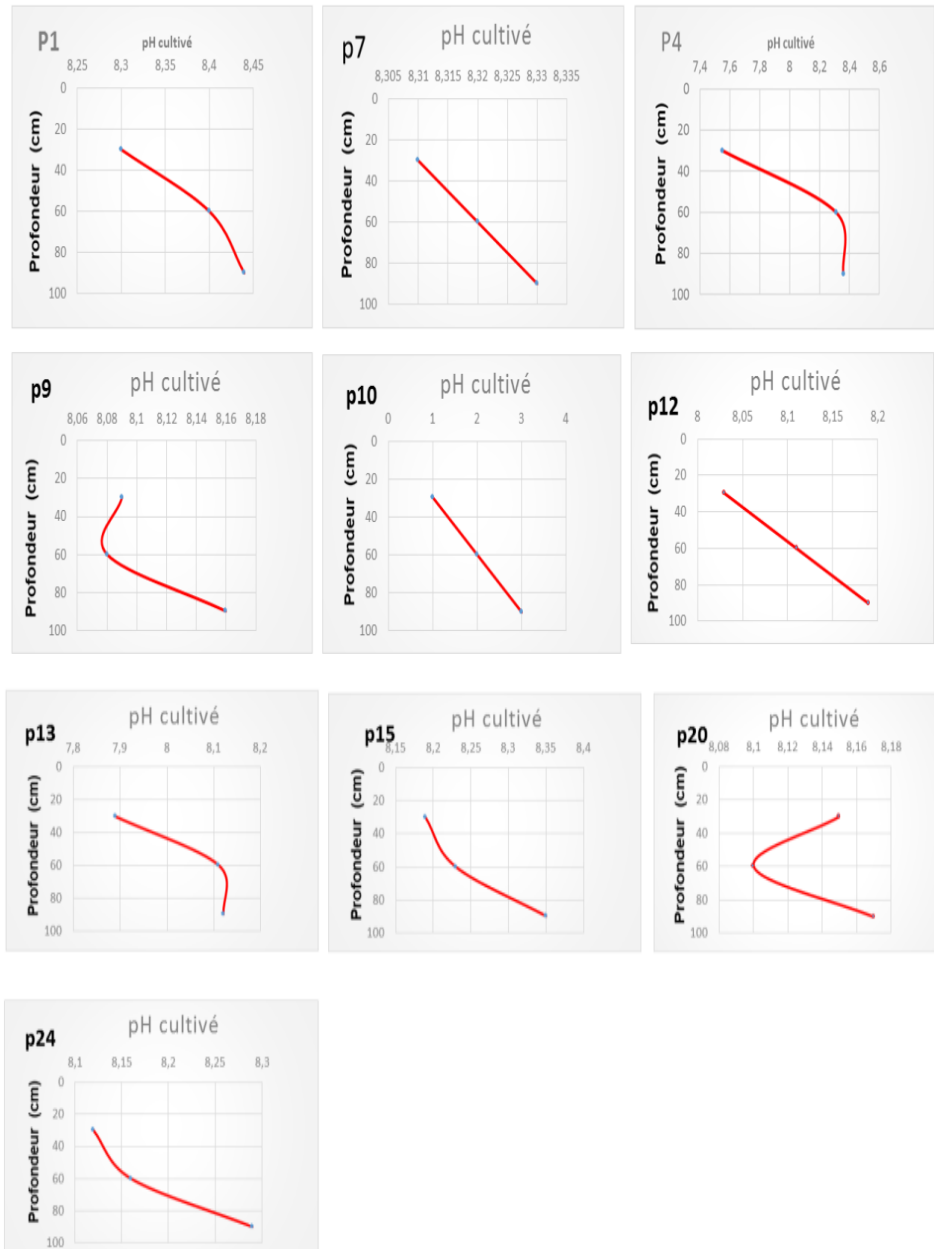 P1
pH cultivé
8,25 8,3 8,35 8,4 8,45
0
20
40
60
80
100
Profondeur (cm)
p7
pH cultivé
8,305 8,31 8,315 8,32 8,325 8,33 8,335
0
20
40
60
80
100
Profondeur (cm)
P4
pH cultivé
7,4 7,6 7,8 8 8,2 8,4 8,6
0
20
40
60
80
100
Profondeur (cm)
p9
pH cultivé
8,06 8,08 8,1 8,12 8,14 8,16 8,18
0
20
40
60
80
100
Profondeur (cm)
p10
pH cultivé
0 1 2 3 4
0
20
40
60
80
100
Profondeur (cm)
p12
pH cultivé
8 8,05 8,1 8,15 8,2
0
20
40
60
80
100
Profondeur (cm)
p13
pH cultivé
7,8 7,9 8 8,1 8,2
0
20
40
60
80
100
Profondeur (cm)
p15
pH cultivé
8,15 8,2 8,25 8,3 8,35 8,4
0
20
40
60
80
100
Profondeur (cm)
p20
pH cultivé
8,08 8,1 8,12 8,14 8,16 8,18
0
20
40
60
80
100
Profondeur (cm)
p24
pH cultivé
8,1 8,15 8,2 8,25 8,3
0
20
40
60
80
100
Profondeur (cm)